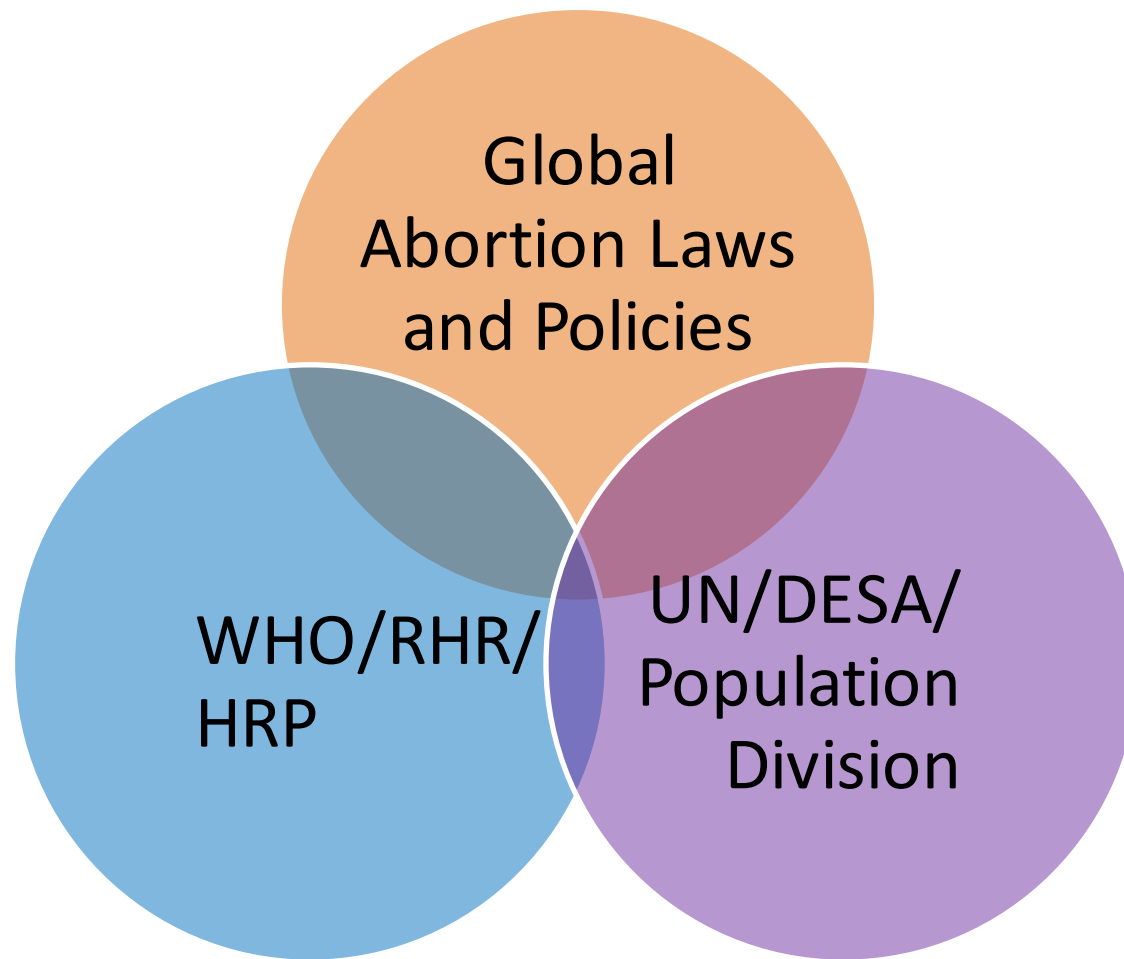 Global
Abortion Laws
and Policies
WHO/RHR/
HRP
UN/DESA/
Population
Division